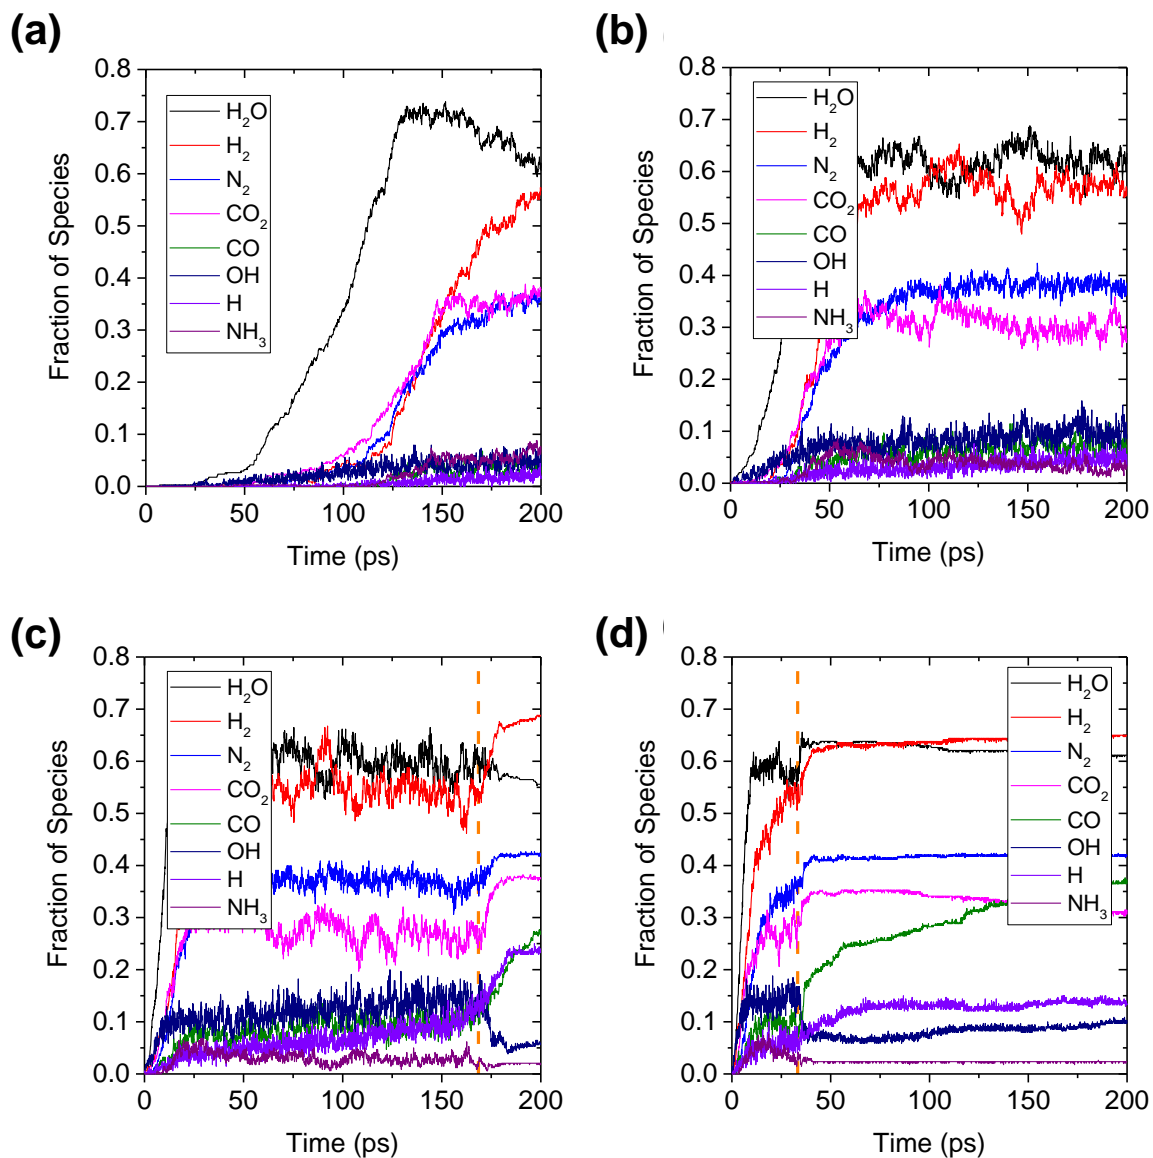 (a)
Fraction of Species
0.8
0.7
0.6
0.5
0.4
0.3
0.2
0.1
0.0
H₂O
H₂
N₂
CO₂
CO
OH
H
NH₃
0 50 100 150 200
Time (ps)
(b)
Fraction of Species
0.8
0.7
0.6
0.5
0.4
0.3
0.2
0.1
0.0
H₂O
H₂
N₂
CO₂
CO
OH
H
NH₃
0 50 100 150 200
Time (ps)
(c)
Fraction of Species
0.8
0.7
0.6
0.5
0.4
0.3
0.2
0.1
0.0
H₂O
H₂
N₂
CO₂
CO
OH
H
NH₃
0 50 100 150 200
Time (ps)
(d)
Fraction of Species
0.8
0.7
0.6
0.5
0.4
0.3
0.2
0.1
0.0
H₂O
H₂
N₂
CO₂
CO
OH
H
NH₃
0 50 100 150 200
Time (ps)